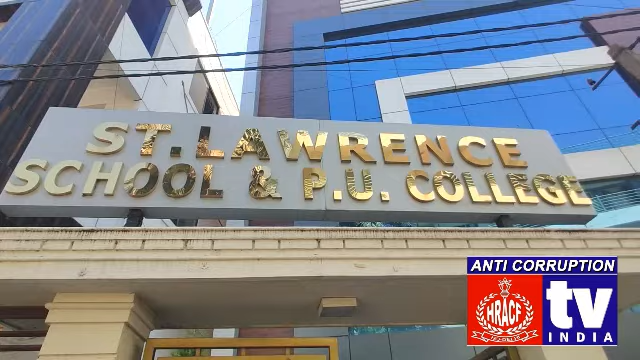 ST. LAWRENCE
SCHOOL & P.U. COLLEGE
ANTI CORRUPTION
HRACF
tv
INDIA